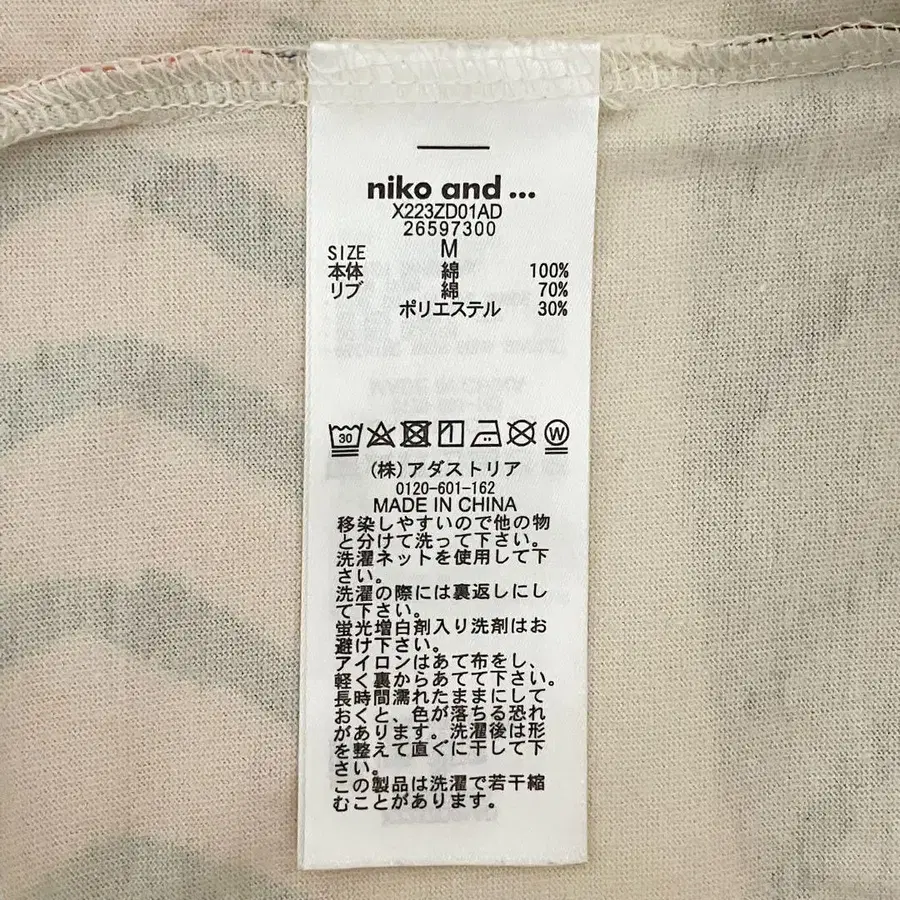 niko and ...
X223ZD01AD
26597300
SIZE M
本体 綿 100%
リブ 綿 70%
ポリエステル 30%
30 W
(株)アダストリア
0120-601-162
MADE IN CHINA
移染しやすいので他の物
と分けて洗って下さい。
洗濯ネットを使用して下
さい。
洗濯の際には裏返しにし
て下さい。
蛍光増白剤入り洗剤はお
避け下さい。
アイロンはあて布をし、
軽く裏からあてて下さい。
長時間濡れたままにして
おくと、色が落ちる恐れ
があります。洗濯後は形
を整えて直ぐに干して下
さい。
この製品は洗濯で若干縮
むことがあります。